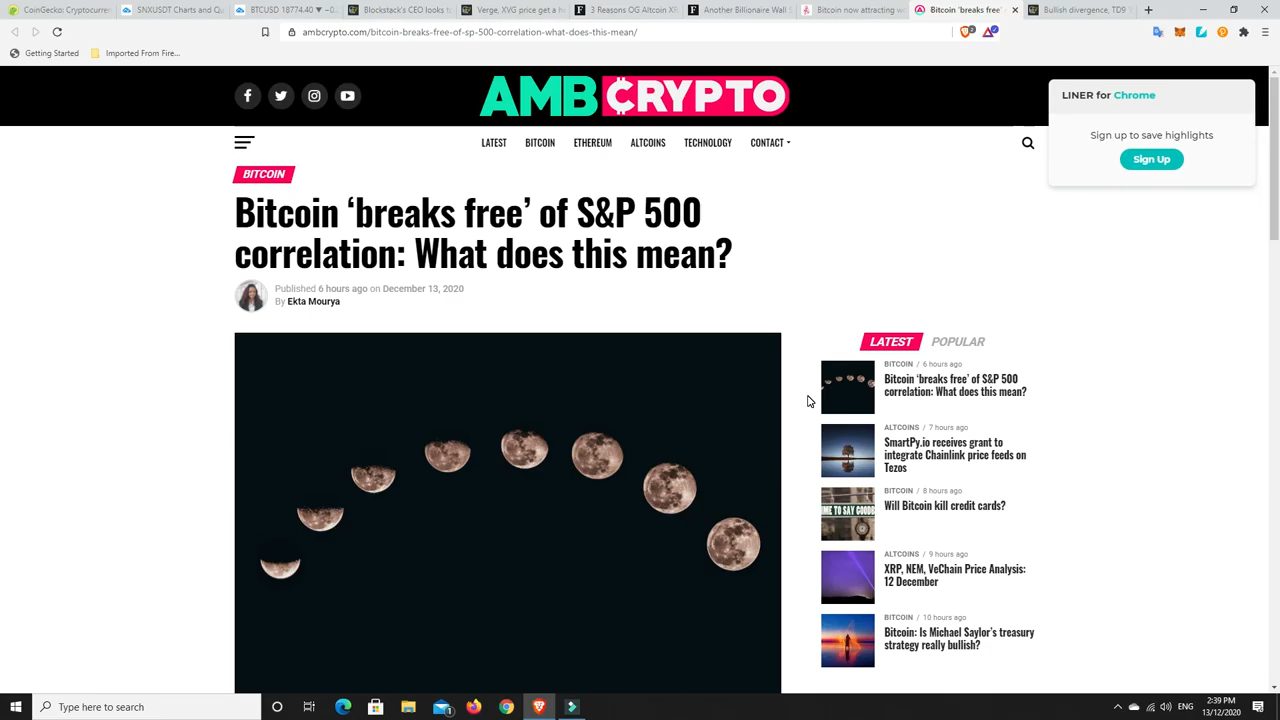 CoinGecko: Cryptocurre
SNXUSDT Charts and Qu
BTCUSD 18774.40 ▼ −0.
Blockstack's CEO looks t
Verge, XVG price get a h
3 Reasons OG Altcoin XR
Another Billionaire Wall S
Bitcoin now attracting w
Bitcoin 'breaks free'
Bullish divergence, TD9
ambcrypto.com/bitcoin-breaks-free-of-sp-500-correlation-what-does-this-mean/
Getting Started
Imported From Fire...
AMBCRYPTO
LINER for Chrome
Sign up to save highlights
Sign Up
LATEST
BITCOIN
ETHEREUM
ALTCOINS
TECHNOLOGY
CONTACT
BITCOIN
Bitcoin ‘breaks free’ of S&P 500
correlation: What does this mean?
Published 6 hours ago on December 13, 2020
By Ekta Mourya
LATEST
POPULAR
BITCOIN / 6 hours ago
Bitcoin ‘breaks free’ of S&P 500
correlation: What does this mean?
ALTCOINS / 7 hours ago
SmartPy.io receives grant to
integrate Chainlink price feeds on
Tezos
BITCOIN / 8 hours ago
Will Bitcoin kill credit cards?
ALTCOINS / 9 hours ago
XRP, NEM, VeChain Price Analysis:
12 December
BITCOIN / 10 hours ago
Bitcoin: Is Michael Saylor’s treasury
strategy really bullish?
Type here to search
2:39 PM
13/12/2020